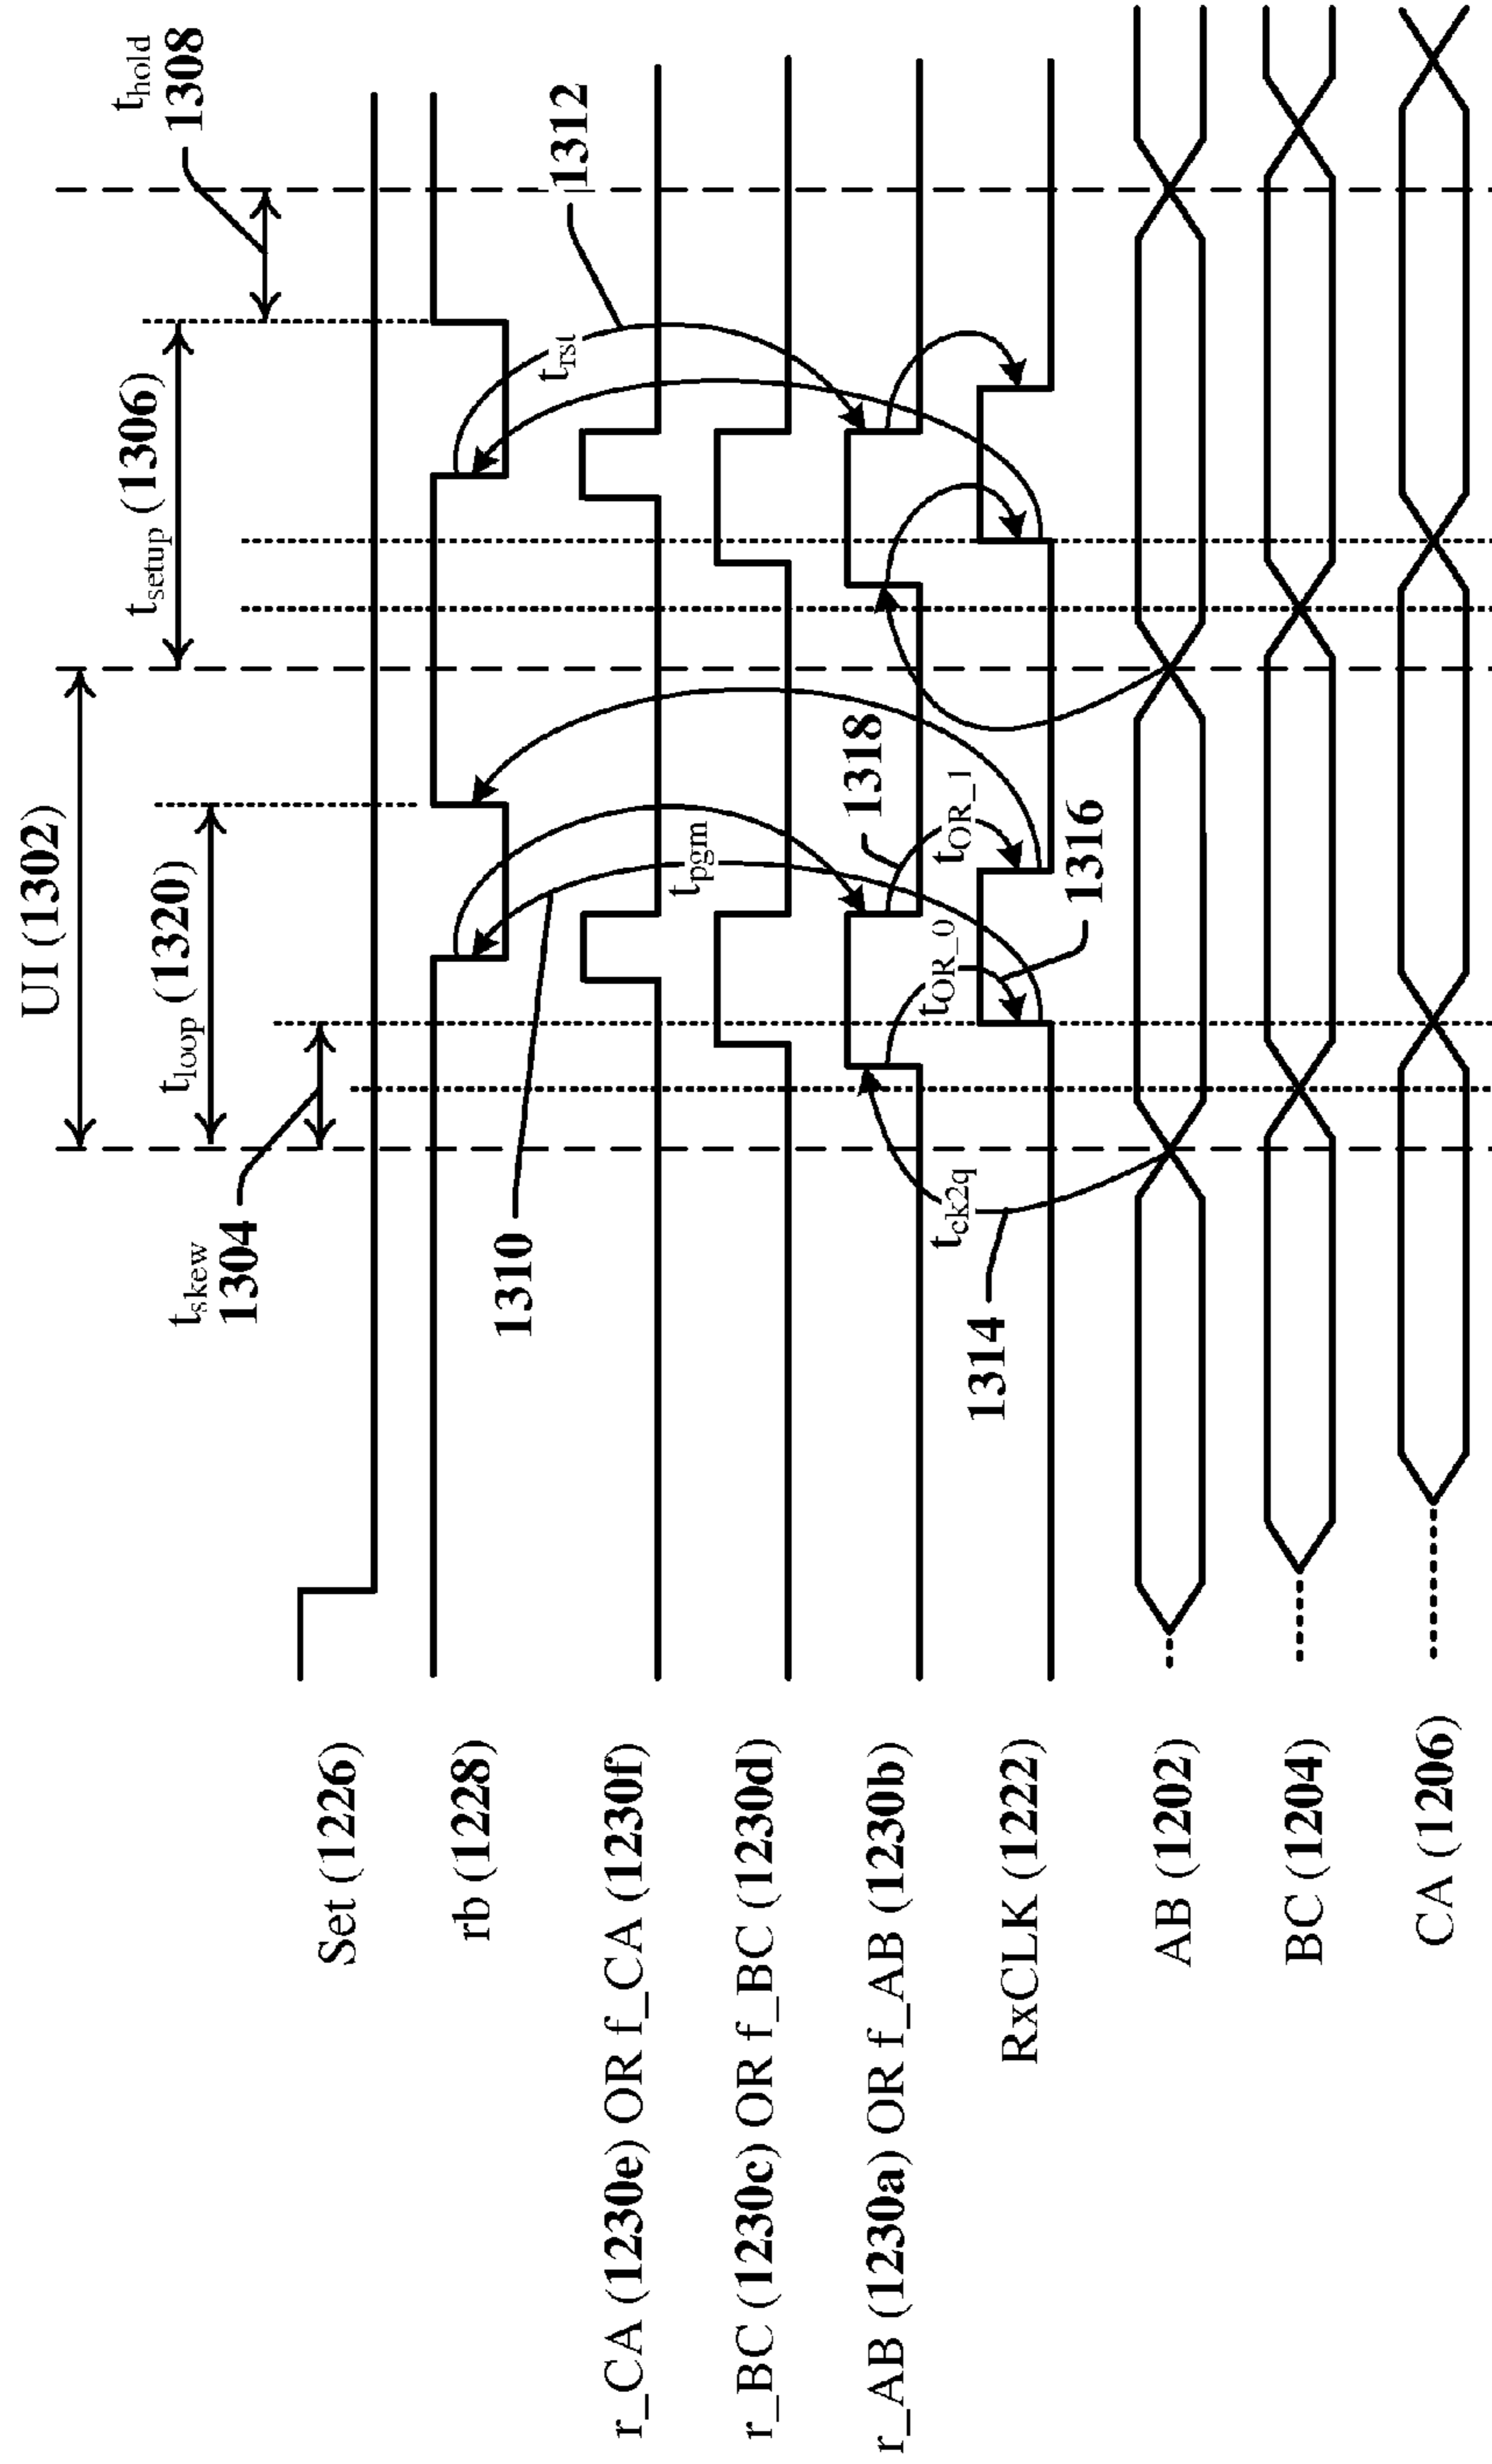 UI (1302)
t_loop (1320)
t_setup (1306)
t_hold
1308
t_skew
1304
Set (1226)
rb (1228)
1310
t_rst
1312
r_CA (1230e) OR f_CA (1230f)
t_pgm
r_BC (1230c) OR f_BC (1230d)
r_AB (1230a) OR f_AB (1230b)
1318
t_ck2q
t_OR_0
t_OR_1
RxCLK (1222)
1314
1316
AB (1202)
BC (1204)
CA (1206)